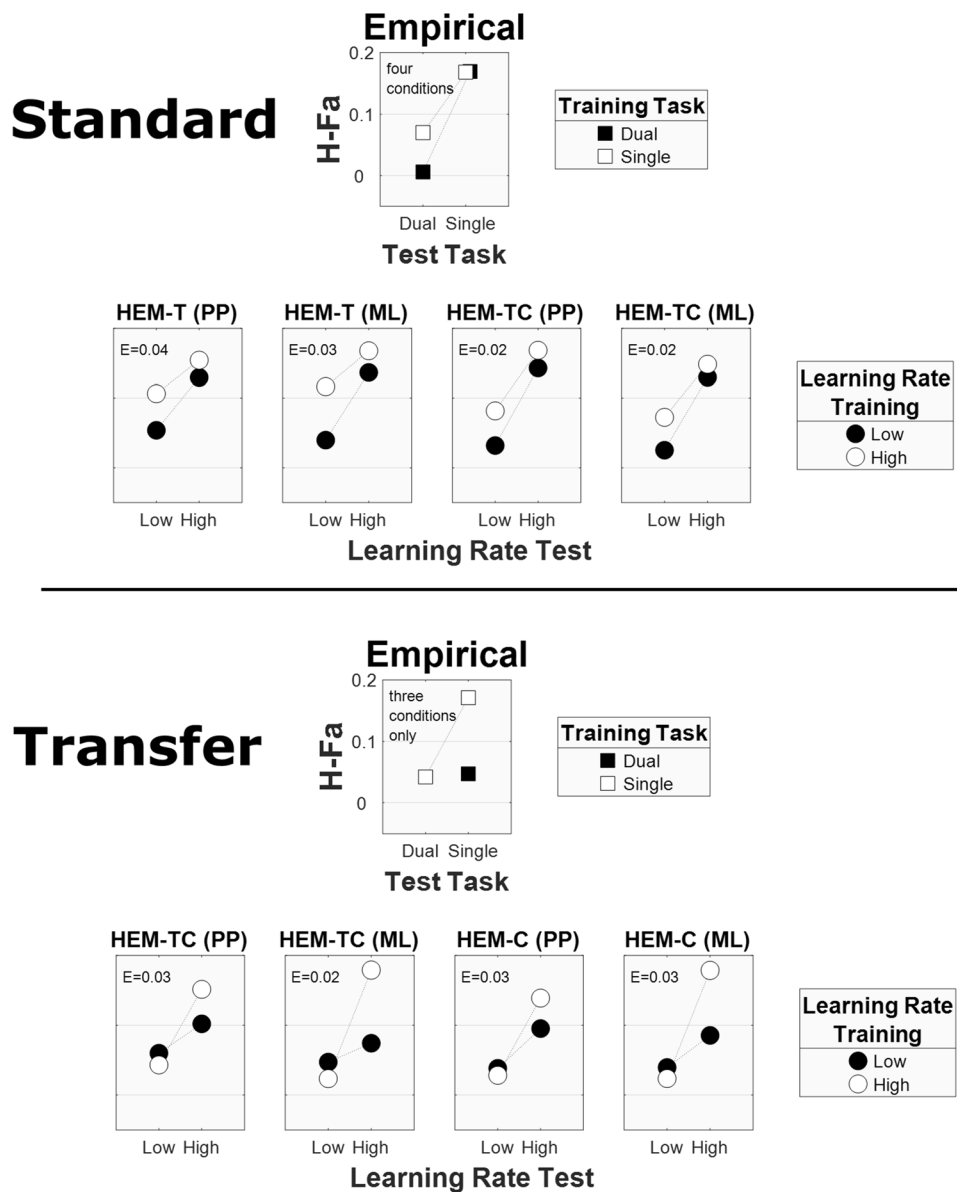 Empirical
Standard
H-Fa
0.2
0.1
0
four
conditions
Dual Single
Test Task
Training Task
Dual
Single
HEM-T (PP) HEM-T (ML) HEM-TC (PP) HEM-TC (ML)
E=0.04 E=0.03 E=0.02 E=0.02
Low High Low High Low High Low High
Learning Rate Test
Learning Rate
Training
Low
High
Empirical
Transfer
H-Fa
0.2
0.1
0
three
conditions
only
Dual Single
Test Task
Training Task
Dual
Single
HEM-TC (PP) HEM-TC (ML) HEM-C (PP) HEM-C (ML)
E=0.03 E=0.02 E=0.03 E=0.03
Low High Low High Low High Low High
Learning Rate Test
Learning Rate
Training
Low
High